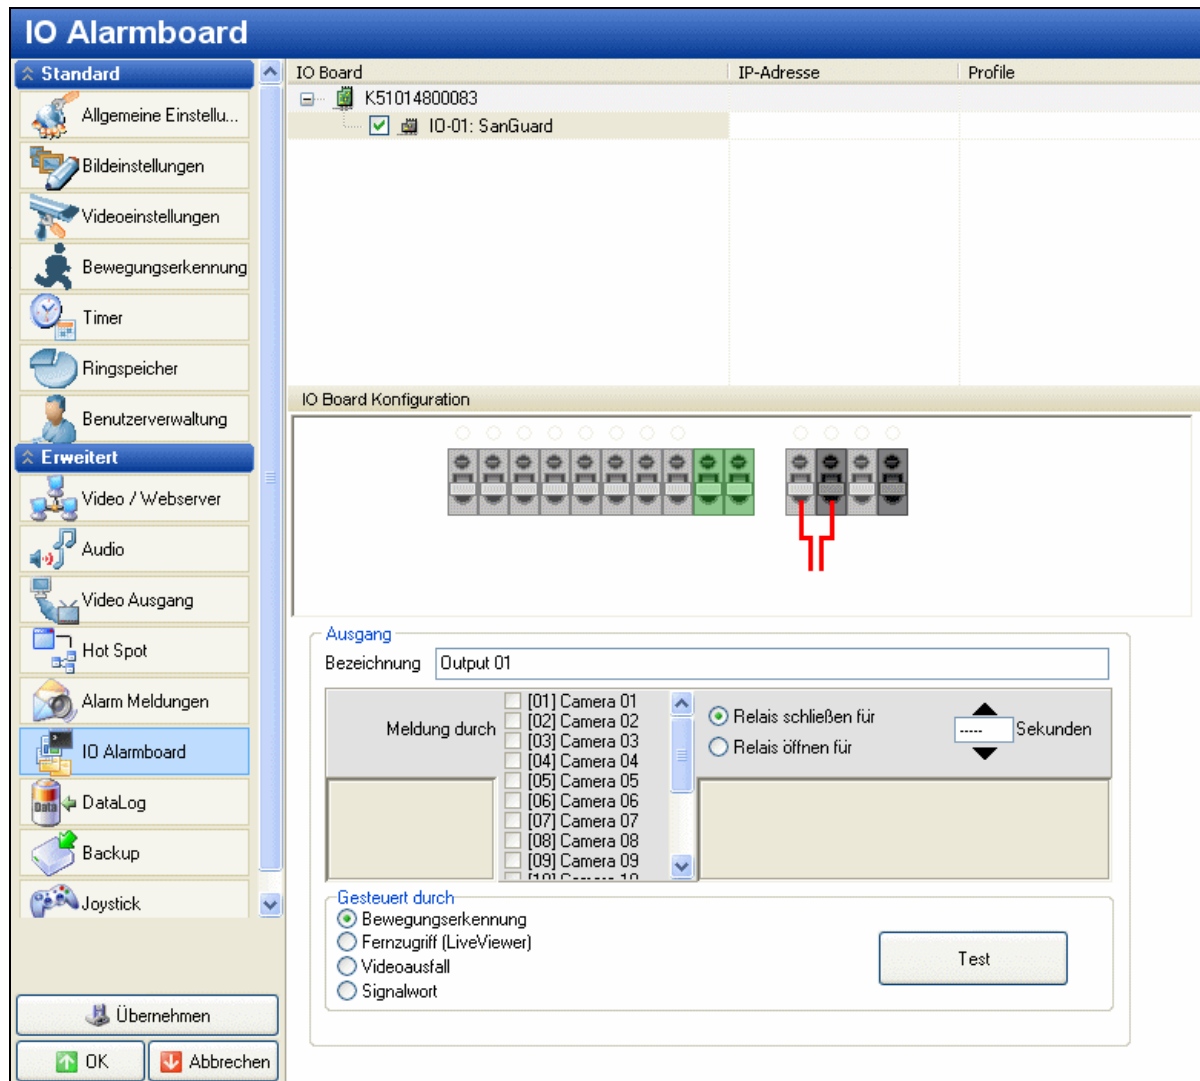 IO Alarmboard
Standard
Allgemeine Einstellu...
Bildeinstellungen
Videoeinstellungen
Bewegungserkennung
Timer
Ringspeicher
Benutzerverwaltung
Erweitert
Video / Webserver
Audio
Video Ausgang
Hot Spot
Alarm Meldungen
IO Alarmboard
Data
DataLog
Backup
Joystick
Übernehmen
OK
Abbrechen
IO Board IP-Adresse Profile
K51014800083
IO-01: SanGuard
IO Board Konfiguration
Ausgang
Bezeichnung Output 01
Meldung durch
[01] Camera 01
[02] Camera 02
[03] Camera 03
[04] Camera 04
[05] Camera 05
[06] Camera 06
[07] Camera 07
[08] Camera 08
[09] Camera 09
[10] Camera 10
Relais schließen für
Relais öffnen für
----- Sekunden
Gesteuert durch
Bewegungserkennung
Fernzugriff (LiveViewer)
Videoausfall
Signalwort
Test